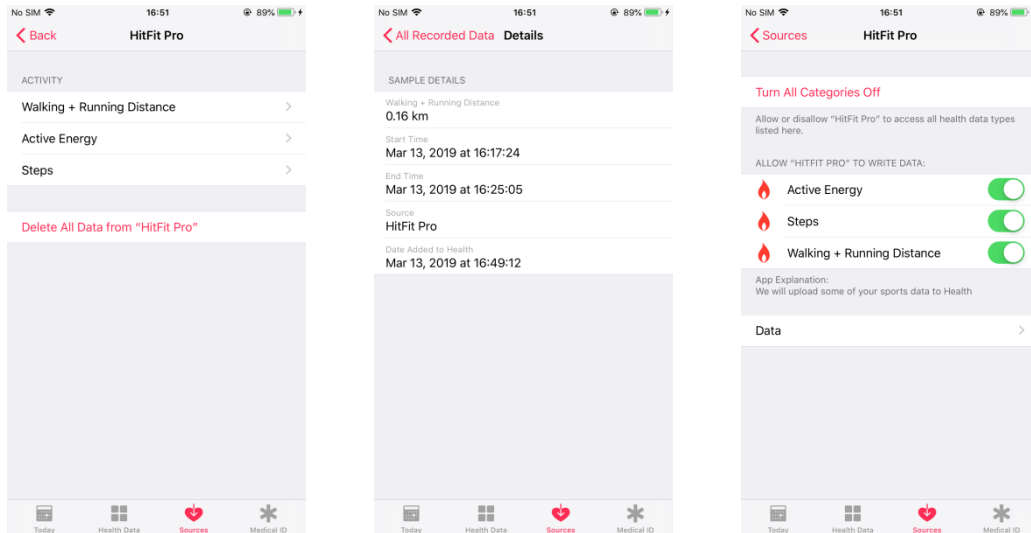 No SIM 16:51 89%
Back HitFit Pro
ACTIVITY
Walking + Running Distance
Active Energy
Steps
Delete All Data from “HitFit Pro”
Today Health Data Sources Medical ID
No SIM 16:51 89%
All Recorded Data Details
SAMPLE DETAILS
Walking + Running Distance
0.16 km
Start Time
Mar 13, 2019 at 16:17:24
End Time
Mar 13, 2019 at 16:25:05
Source
HitFit Pro
Date Added to Health
Mar 13, 2019 at 16:49:12
Today Health Data Sources Medical ID
No SIM 16:51 89%
Sources HitFit Pro
Turn All Categories Off
Allow or disallow “HitFit Pro” to access all health data types
listed here.
ALLOW “HITFIT PRO” TO WRITE DATA:
Active Energy
Steps
Walking + Running Distance
App Explanation:
We will upload some of your sports data to Health
Data
Today Health Data Sources Medical ID